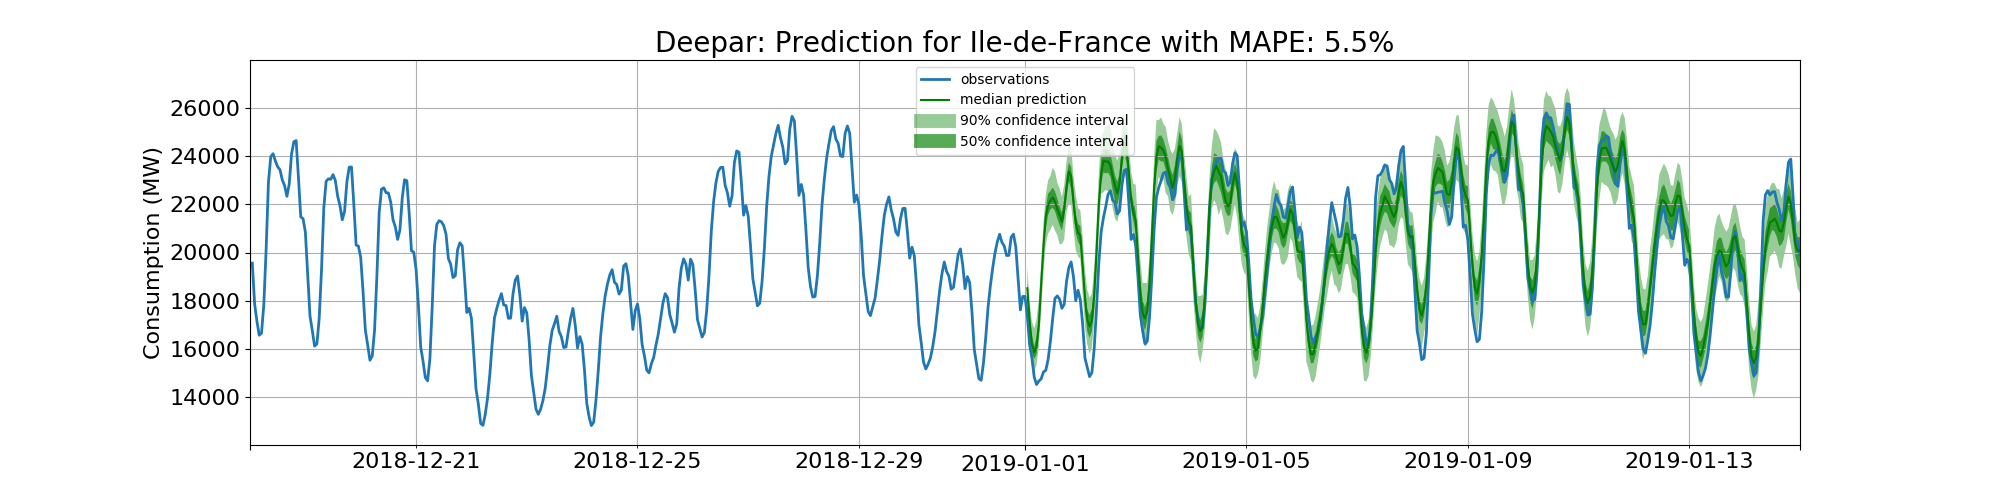 Deepar: Prediction for Ile-de-France with MAPE: 5.5%
observations
median prediction
90% confidence interval
50% confidence interval
Consumption (MW)
26000
24000
22000
20000
18000
16000
14000
2018-12-21 2018-12-25 2018-12-29 2019-01-01 2019-01-05 2019-01-09 2019-01-13